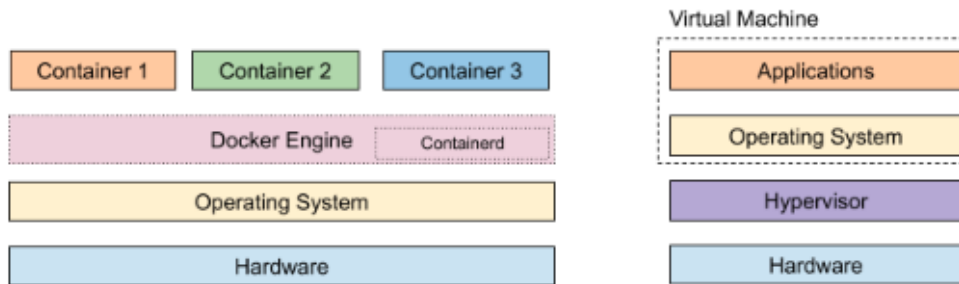 Virtual Machine
Container 1 Container 2 Container 3 Applications
Docker Engine Containerd Operating System
Operating System Hypervisor
Hardware Hardware